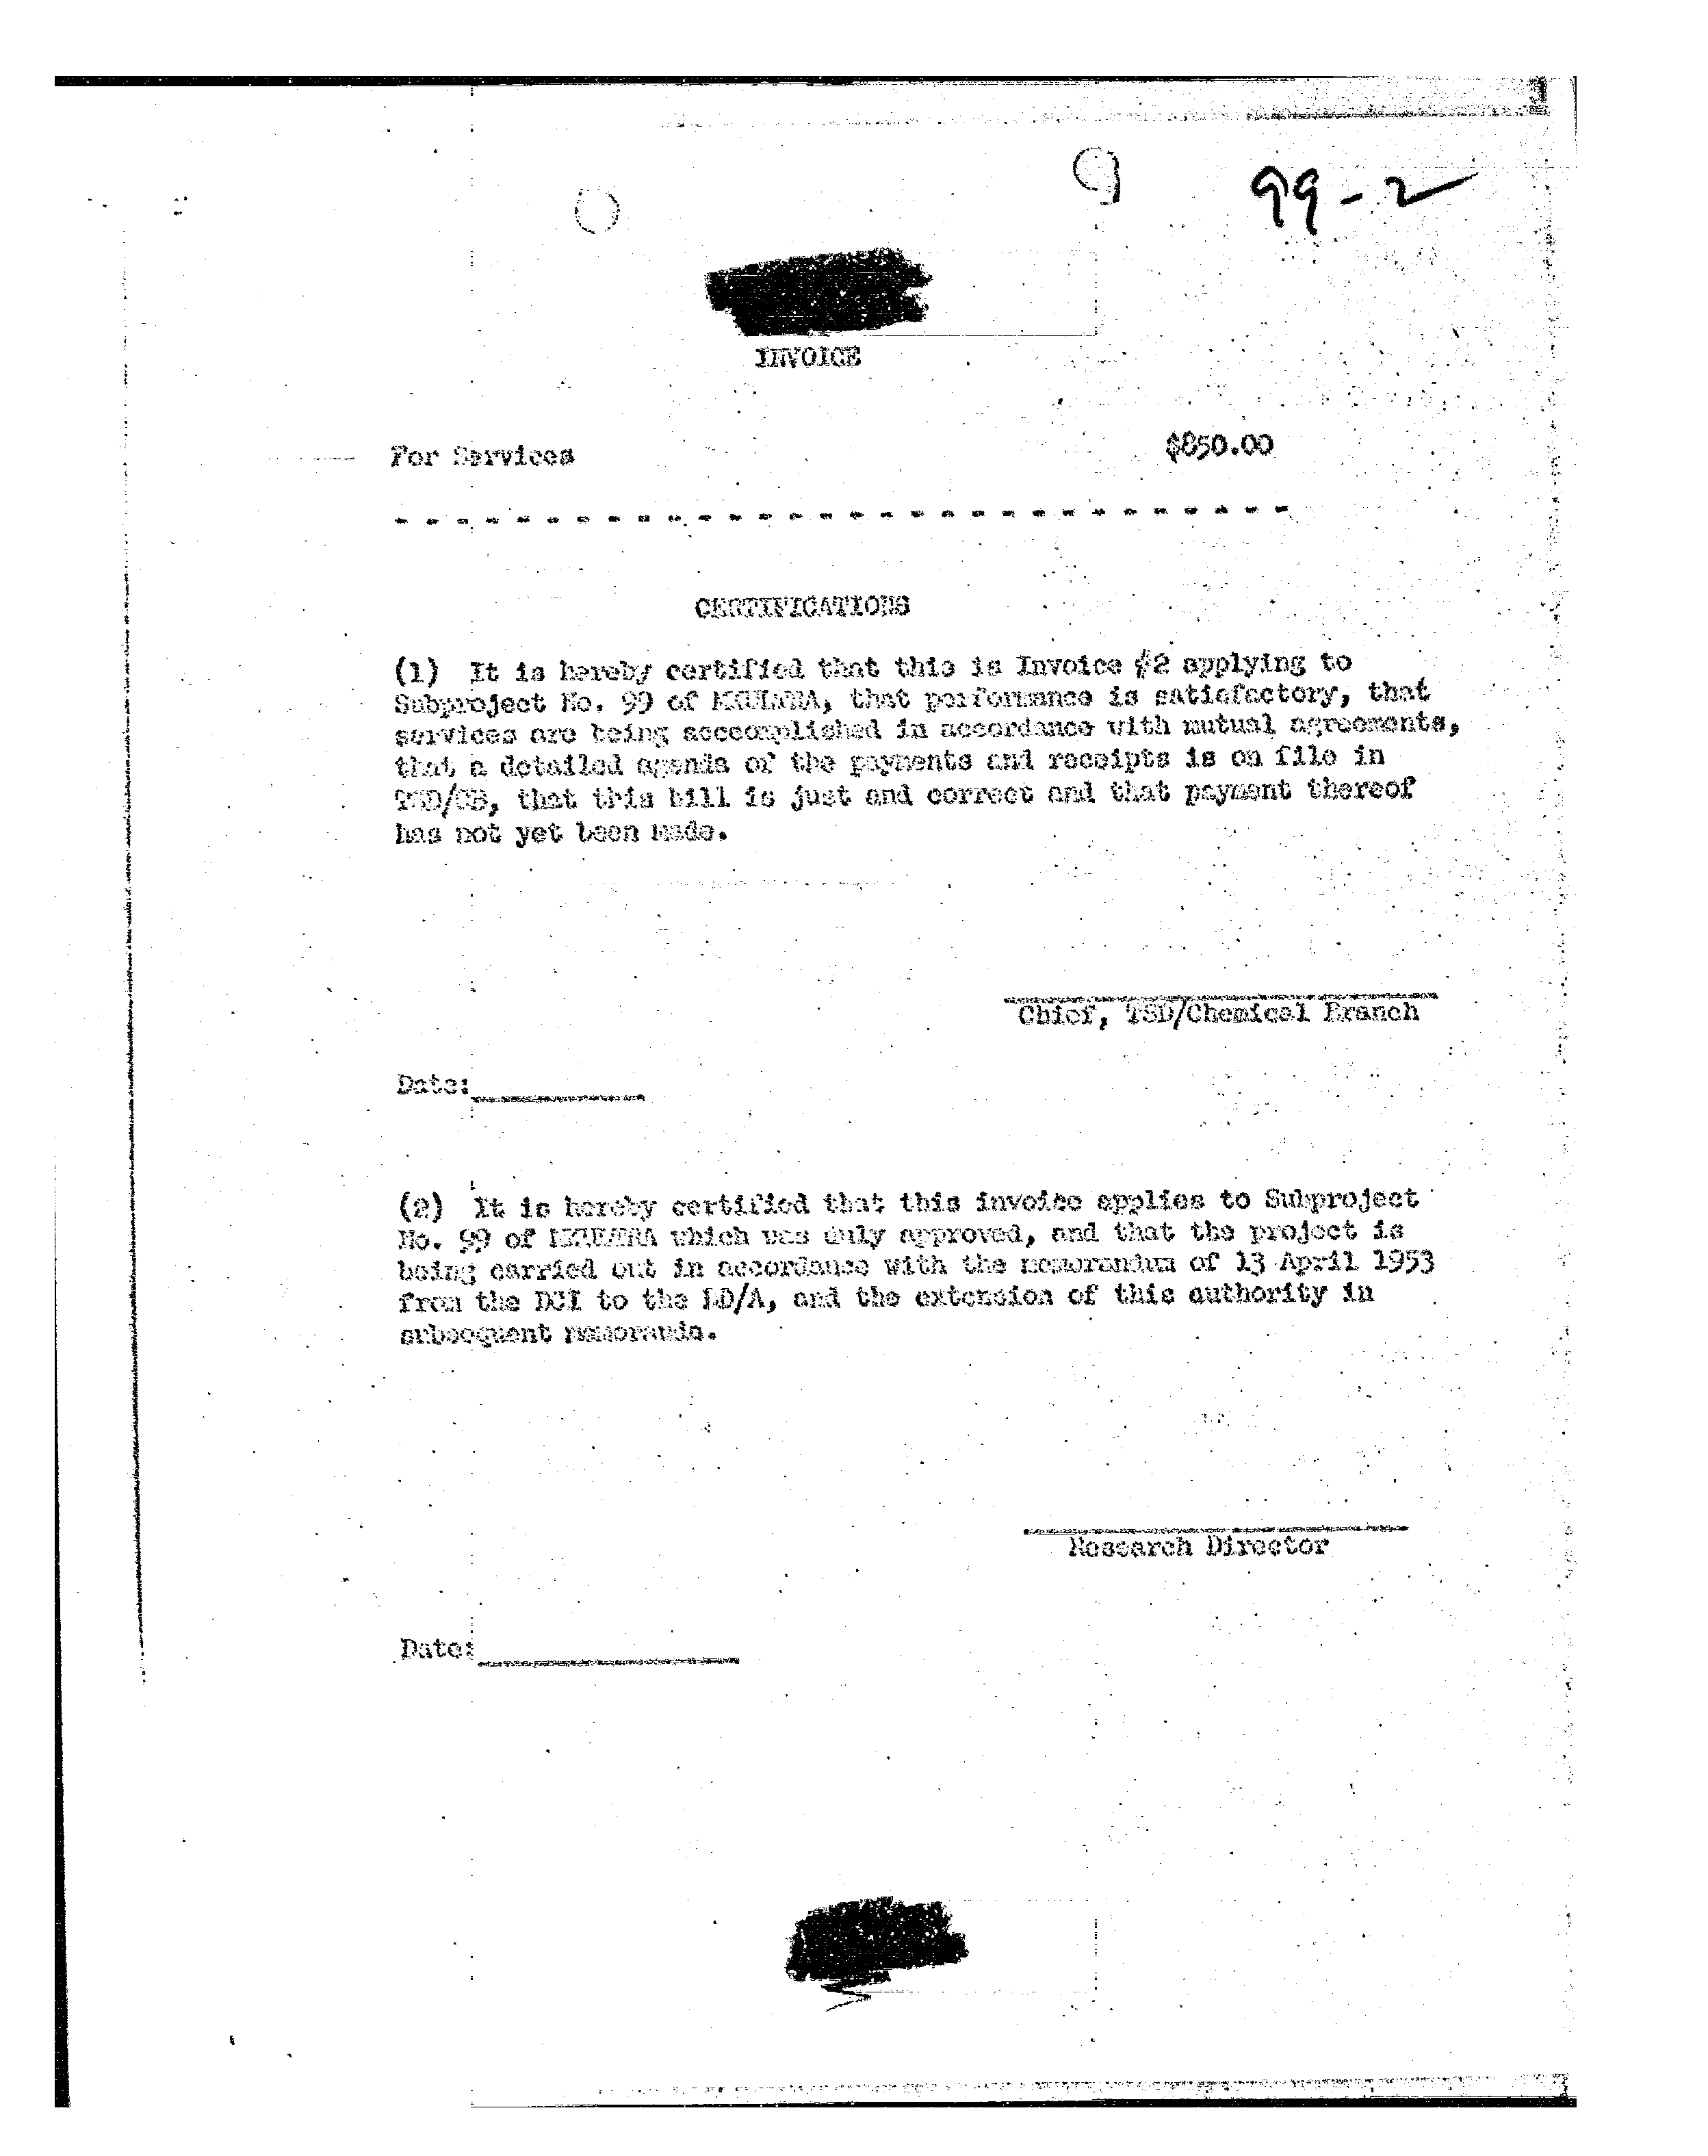 99-2
INVOICE
For Services $850.00
CERTIFICATIONS
(1) It is hereby certified that this is Invoice #2 applying to
Subproject No. 99 of MKULTRA, that performance is satisfactory, that
services are being acccomplished in accordance with mutual agreements,
that a detailed agenda of the payments and receipts is on file in
TSD/CB, that this bill is just and correct and that payment thereof
has not yet been made.
Chief, TSD/Chemical Branch
Date:
(2) It is hereby certified that this invoice applies to Subproject
No. 99 of MKULTRA which was duly approved, and that the project is
being carried out in accordance with the memorandum of 13 April 1953
from the DCI to the DD/A, and the extension of this authority in
subsequent memoranda.
Research Director
Date: